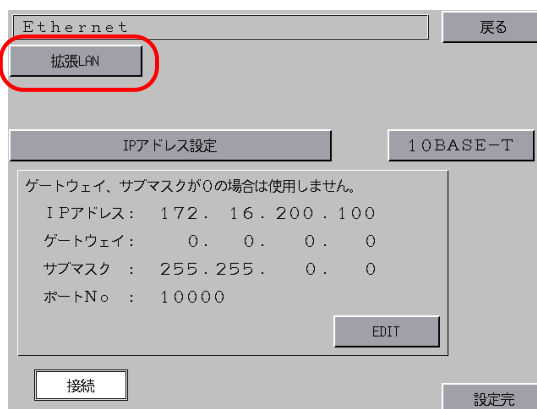 Ethernet
戻る
拡張LAN
IPアドレス設定
10BASE-T
ゲートウェイ、サブマスクが0の場合は使用しません。
IPアドレス: 172. 16.200.100
ゲートウェイ: 0. 0. 0. 0
サブマスク : 255.255. 0. 0
ポートNo : 10000
EDIT
接続
設定完